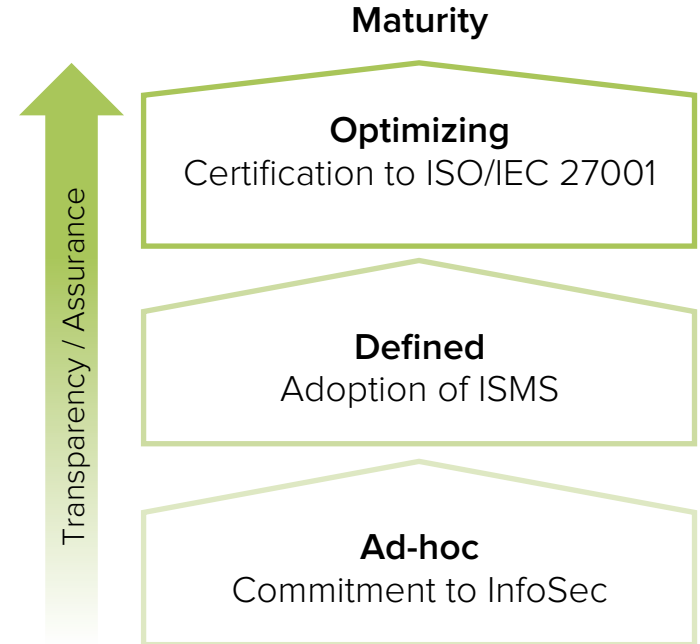 Maturity
Optimizing
Certification to ISO/IEC 27001
Defined
Adoption of ISMS
Ad-hoc
Commitment to InfoSec
Transparency / Assurance